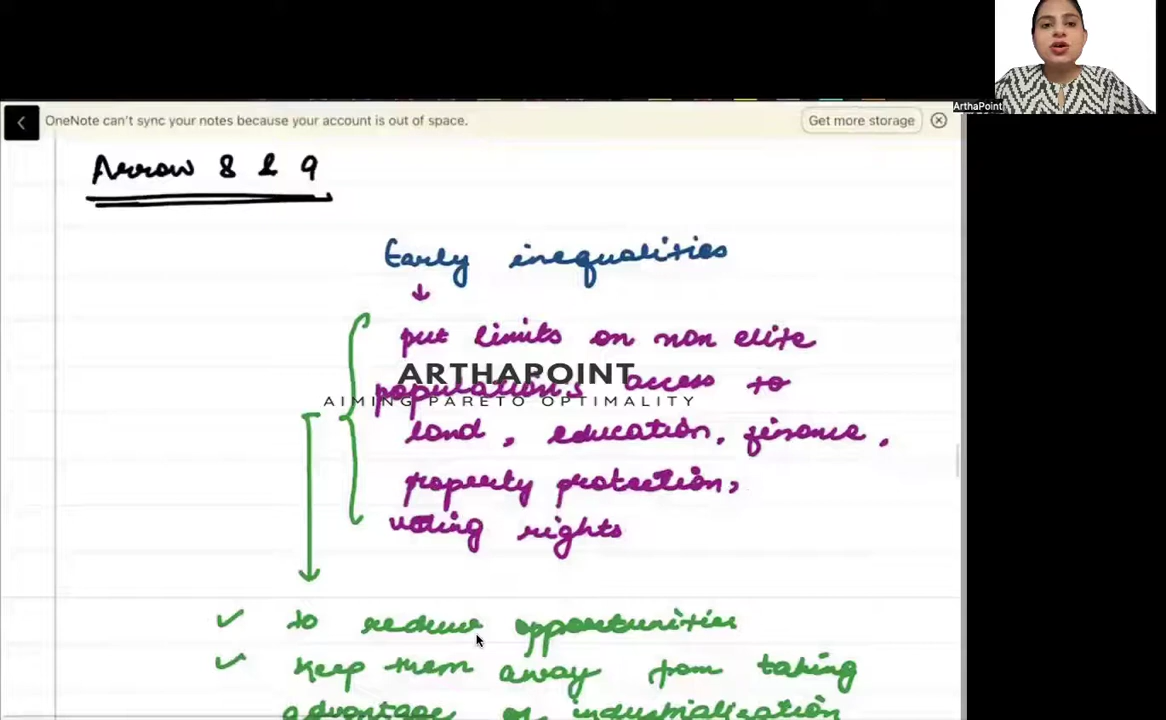 ArthaPoint
OneNote can't sync your notes because your account is out of space.
Get more storage
Arrow 8 & 9
Early inequalities
put limits on non elite
population's access to
ARTHAPOINT
AIMING PARETO OPTIMALITY
land, education, finance,
property protection,
voting rights
to reduce opportunities
keep them away from taking
advantage of industrialization